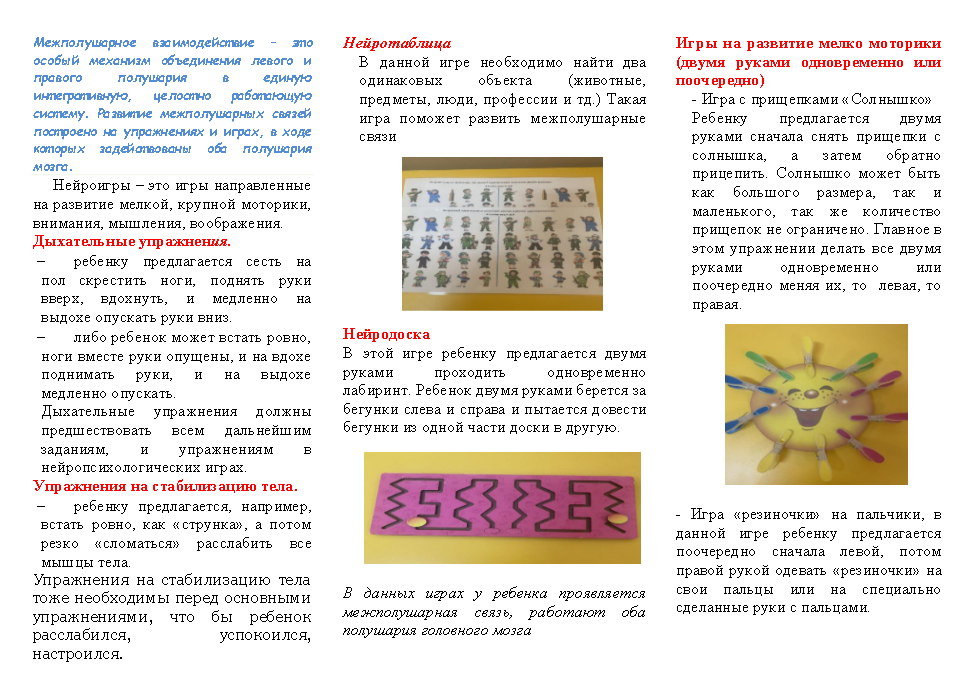 Межполушарное взаимодействие – это
особый механизм объединения левого и
правого полушария в единую
интегративную, целостно работающую
систему. Развитие межполушарных связей
построено на упражнениях и играх, в ходе
которых задействованы оба полушария
мозга.
Нейроигры – это игры направленные
на развитие мелкой, крупной моторики,
внимания, мышления, воображения.
Дыхательные упражнения.
– ребенку предлагается сесть на
пол скрестить ноги, поднять руки
вверх, вдохнуть, и медленно на
выдохе опускать руки вниз.
– либо ребенок может встать ровно,
ноги вместе руки опущены, и на вдохе
поднимать руки, и на выдохе
медленно опускать.
Дыхательные упражнения должны
предшествовать всем дальнейшим
заданиям, и упражнениям в
нейропсихологических играх.
Упражнения на стабилизацию тела.
– ребенку предлагается, например,
встать ровно, как «струнка», а потом
резко «сломаться» расслабить все
мышцы тела.
Упражнения на стабилизацию тела
тоже необходимы перед основными
упражнениями, что бы ребенок
расслабился, успокоился,
настроился.
Нейротаблица
В данной игре необходимо найти два
одинаковых объекта (животные,
предметы, люди, профессии и тд.) Такая
игра поможет развить межполушарные
связи
Нейродоска
В этой игре ребенку предлагается двумя
руками проходить одновременно
лабиринт. Ребенок двумя руками берется за
бегунки слева и справа и пытается довести
бегунки из одной части доски в другую.
В данных играх у ребенка проявляется
межполушарная связь, работают оба
полушария головного мозга
Игры на развитие мелко моторики
(двумя руками одновременно или
поочередно)
- Игра с прищепками «Солнышко»
Ребенку предлагается двумя
руками сначала снять прищепки с
солнышка, а затем обратно
прицепить. Солнышко может быть
как большого размера, так и
маленького, так же количество
прищепок не ограничено. Главное в
этом упражнении делать все двумя
руками одновременно или
поочередно меняя их, то левая, то
правая.
- Игра «резиночки» на пальчики, в
данной игре ребенку предлагается
поочередно сначала левой, потом
правой рукой одевать «резиночки» на
свои пальцы или на специально
сделанные руки с пальцами.